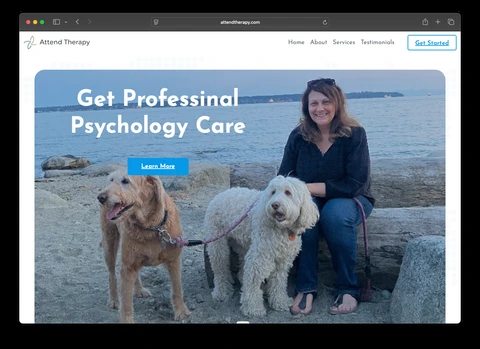 attendtherapy.com
Attend Therapy
Home About Services Testimonials Get Started
Get Professinal
Psychology Care
Learn More